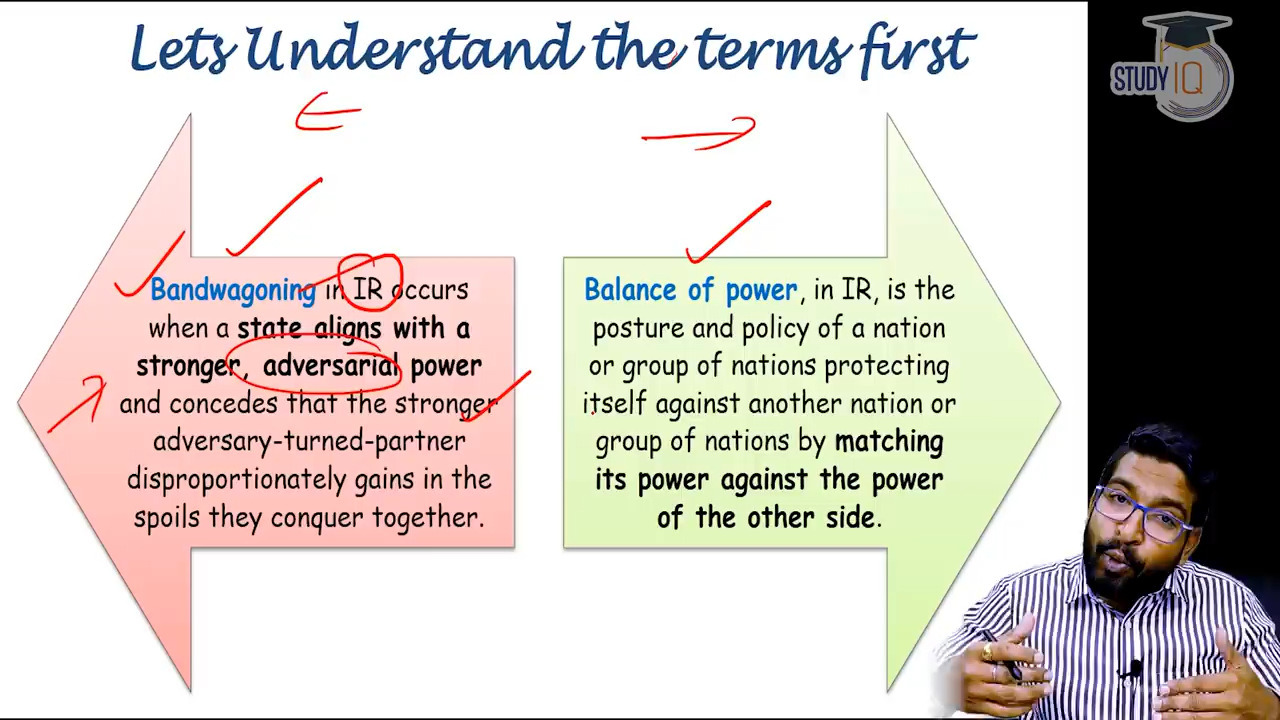 Lets Understand the terms first
STUDY IQ
Bandwagoning in IR occurs
when a state aligns with a
stronger, adversarial power
and concedes that the stronger
adversary-turned-partner
disproportionately gains in the
spoils they conquer together.
Balance of power, in IR, is the
posture and policy of a nation
or group of nations protecting
itself against another nation or
group of nations by matching
its power against the power
of the other side.